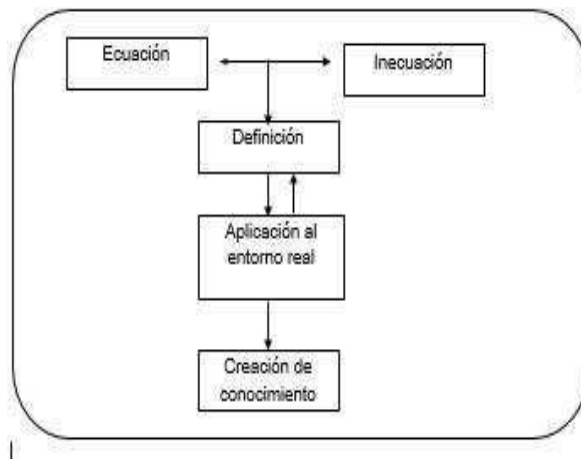 Ecuación
Inecuación
Definición
Aplicación al
entorno real
Creación de
conocimiento